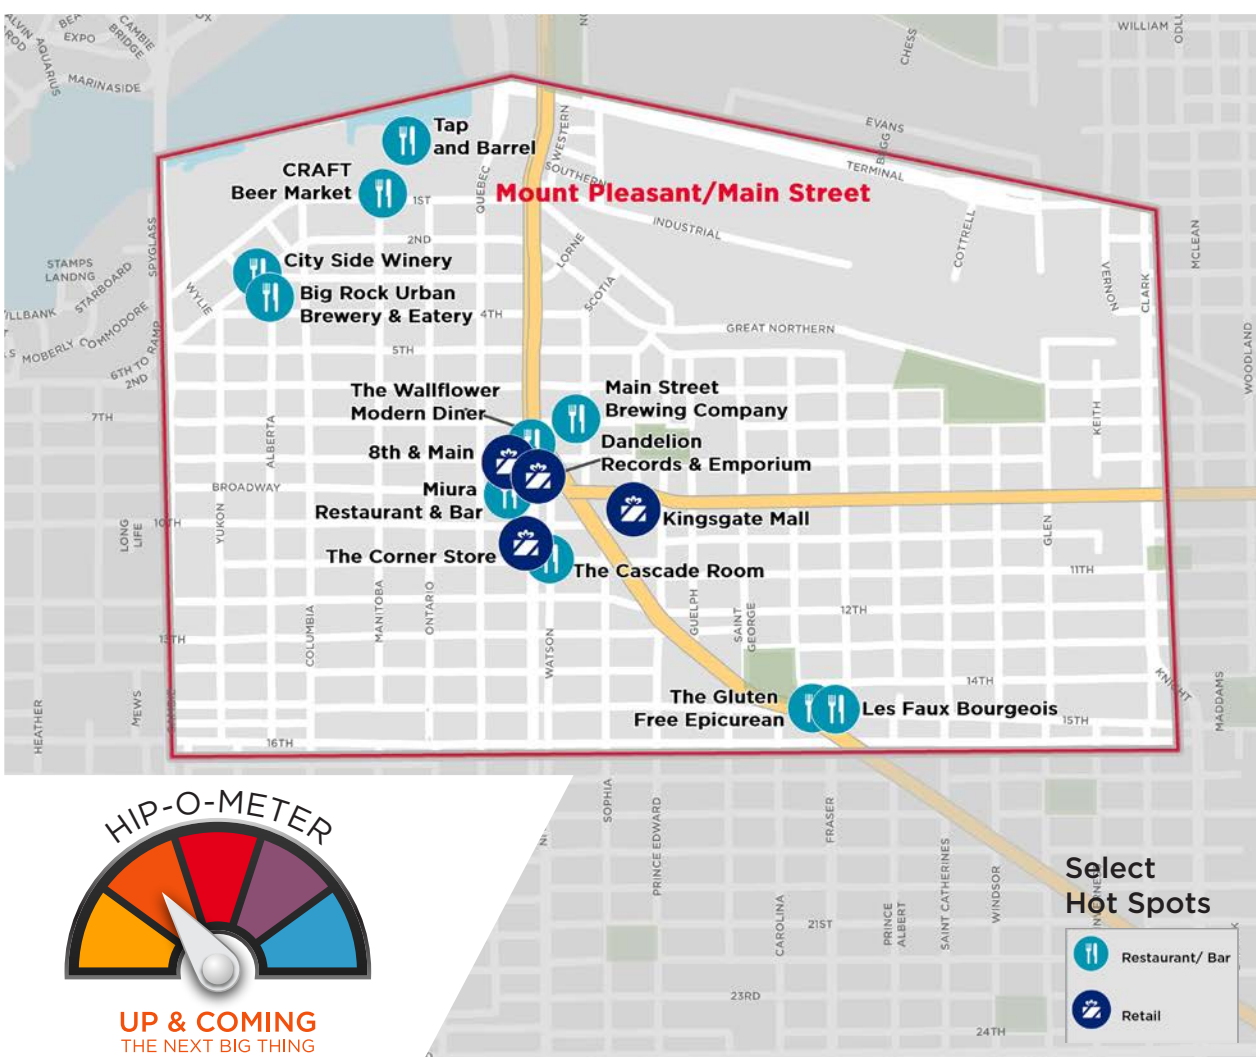 WILLIAM
CHESS
EXPO
CAMBIE
BRIDGE
AQUARIUS
MARINASIDE
EVANS
TERMINAL
WESTERN
SOUTHERN
QUEBEC
Tap
and Barrel
CRAFT
Beer Market
1ST
Mount Pleasant/Main Street
INDUSTRIAL
COTTRELL
MCLEAN
SPYGLASS
STAMPS
LANDNG
STARBOARD
2ND
LORNE
SCOTIA
City Side Winery
Big Rock Urban
Brewery & Eatery
WYLIE
4TH
VERNON
CLARK
GREAT NORTHERN
MOBERLY
6TH TO
2ND
RAMP
5TH
WOODLAND
7TH
ALBERTA
The Wallflower
Modern Diner
Main Street
Brewing Company
KEITH
8th & Main
Dandelion
Records & Emporium
BROADWAY
Miura
Restaurant & Bar
Kingsgate Mall
LONG
LIFE
10TH
YUKON
GLEN
The Corner Store
The Cascade Room
11TH
COLUMBIA
MANITOBA
ONTARIO
WATSON
GUELPH
SAINT
GEORGE
12TH
13TH
14TH
KNIGHT
MADDAMS
HEATHER
MEWS
The Gluten
Free Epicurean
Les Faux Bourgeois
15TH
16TH
HIP-O-METER
UP & COMING
THE NEXT BIG THING
SOPHIA
PRINCE EDWARD
FRASER
CAROLINA
21ST
PRINCE
ALBERT
SAINT CATHERINES
WINDSOR
23RD
24TH
Select
Hot Spots
Restaurant/ Bar
Retail